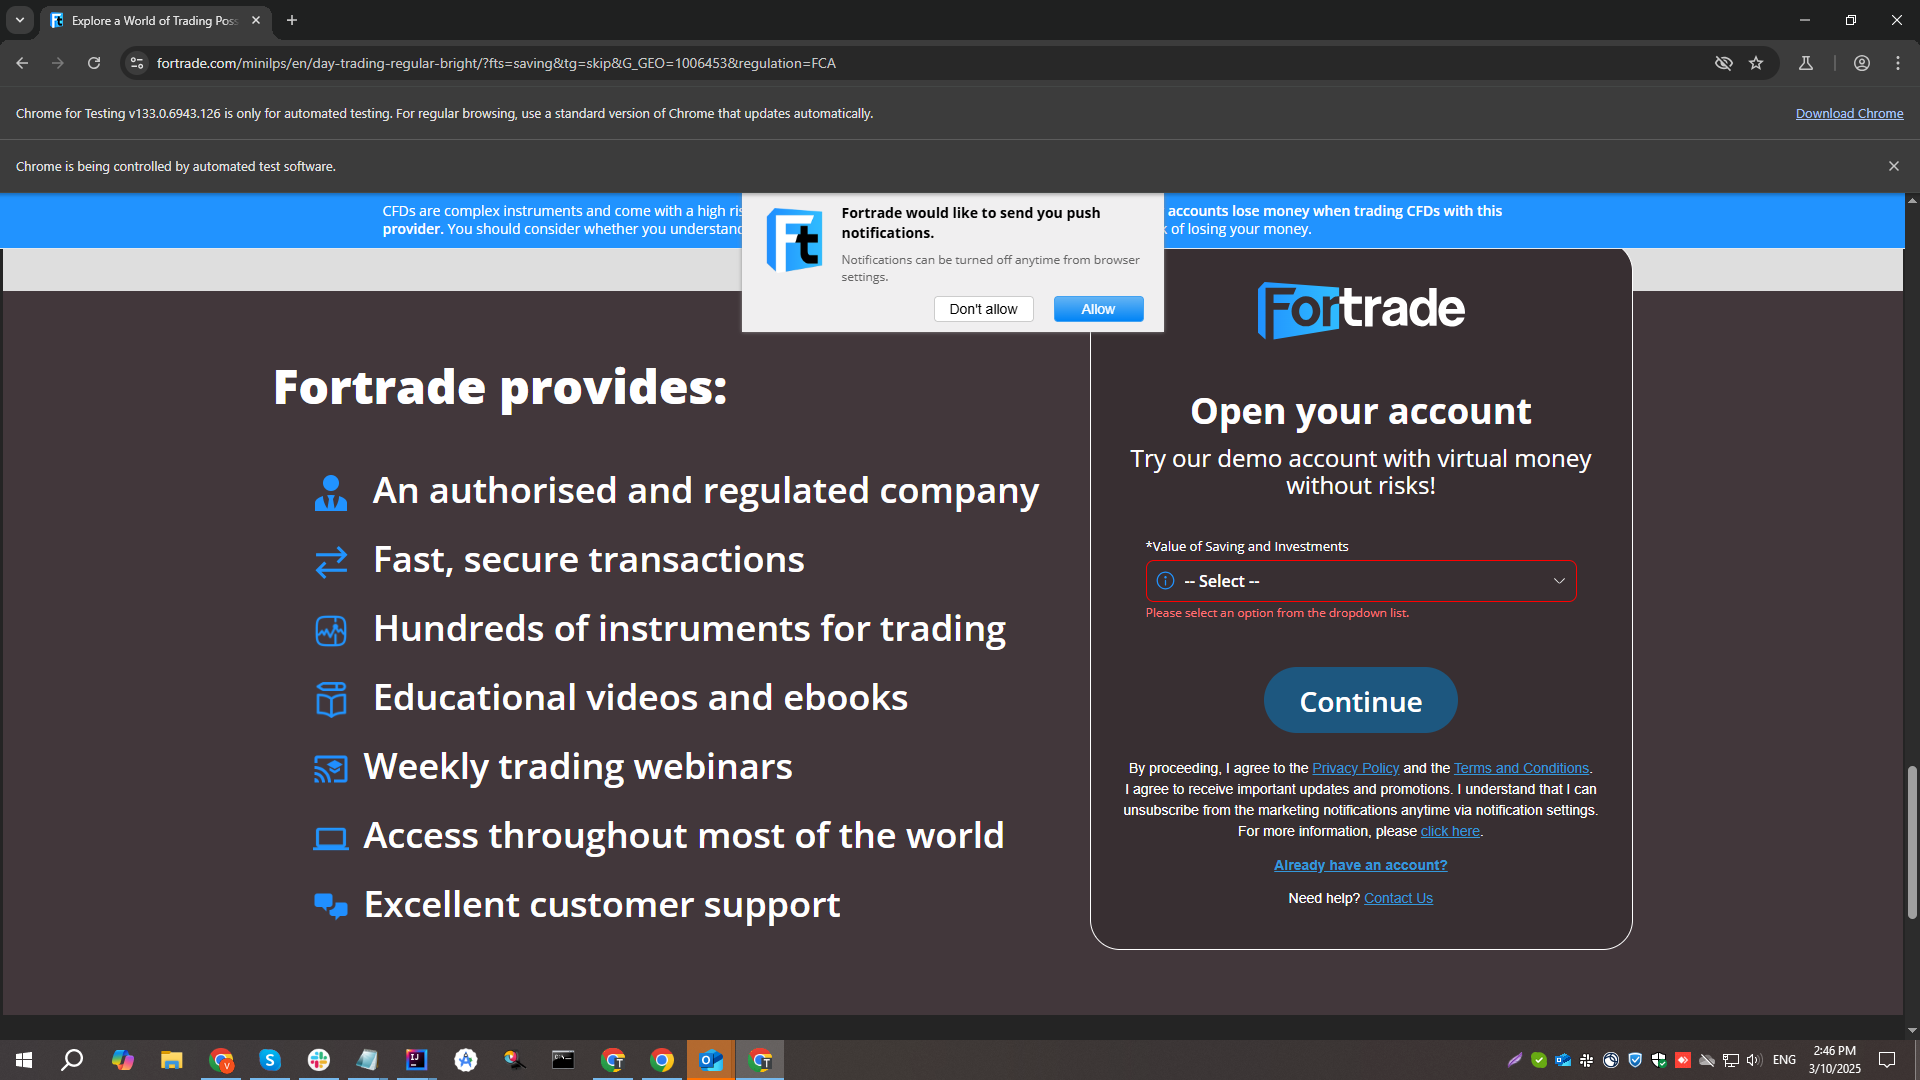 Explore a World of Trading Pos
fortrade.com/minilps/en/day-trading-regular-bright/?fts=saving&tg=skip&G_GEO=1006453&regulation=FCA
Chrome for Testing v133.0.6943.126 is only for automated testing. For regular browsing, use a standard version of Chrome that updates automatically.
Download Chrome
Chrome is being controlled by automated test software.
CFDs are complex instruments and come with a high
accounts lose money when trading CFDs with this
provider. You should consider whether you
of losing your money.
Ft
Fortrade would like to send you push
notifications.
Notifications can be turned off anytime from browser
settings.
Don't allow
Allow
Fortrade provides:
An authorised and regulated company
Fast, secure transactions
Hundreds of instruments for trading
Educational videos and ebooks
Weekly trading webinars
Access throughout most of the world
Excellent customer support
Fortrade
Open your account
Try our demo account with virtual money
without risks!
*Value of Saving and Investments
-- Select --
Please select an option from the dropdown list.
Continue
By proceeding, I agree to the Privacy Policy and the Terms and Conditions.
I agree to receive important updates and promotions. I understand that I can
unsubscribe from the marketing notifications anytime via notification settings.
For more information, please click here.
Already have an account?
Need help? Contact Us
ENG
2:46 PM
3/10/2025